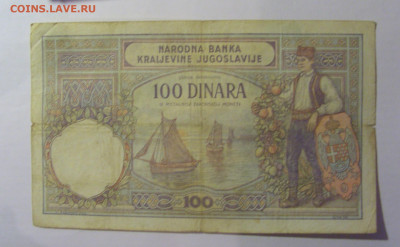 COINS.LAVE.RU
NARODNA BANKA
KRALJEVINE JUGOSLAVIJE
100 DINARA
100